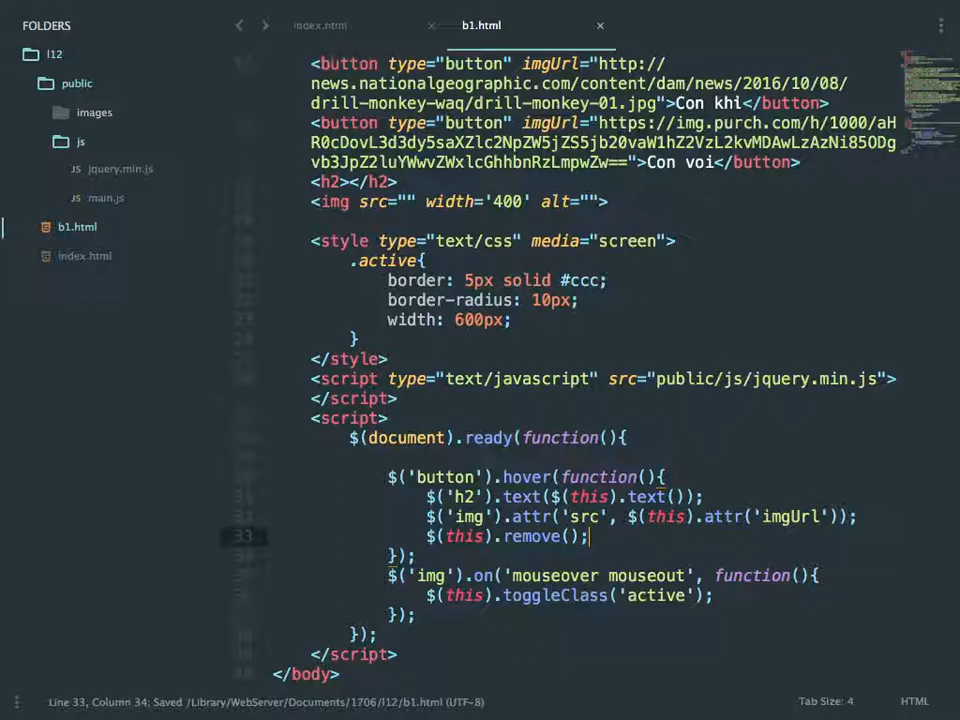 FOLDERS
index.html
b1.html
l12
public
images
js
jquery.min.js
main.js
b1.html
index.html
<button type="button" imgUrl="http://
news.nationalgeographic.com/content/dam/news/2016/10/08/
drill-monkey-waq/drill-monkey-01.jpg">Con khỉ</button>
<button type="button" imgUrl="https://img.purch.com/h/1000/aH
R0cDovL3d3dy5saXZlc2NpZW5jZS5jb20vaW1hZ2VzL2kvMDAwLzAzNi85ODg
vb3JpZ2luYWwvZWxlcGhhbnRzLmpwZw==">Con voi</button>
<h2></h2>
<img src="" width='400' alt="">
<style type="text/css" media="screen">
.active{
border: 5px solid #ccc;
border-radius: 10px;
width: 600px;
}
</style>
<script type="text/javascript" src="public/js/jquery.min.js">
</script>
<script>
$(document).ready(function(){
$('button').hover(function(){
$('h2').text($(this).text());
$('img').attr('src', $(this).attr('imgUrl'));
33 $(this).remove();
});
$('img').on('mouseover mouseout', function(){
$(this).toggleClass('active');
});
});
</script>
</body>
Line 33, Column 34; Saved /Library/WebServer/Documents/1706/l12/b1.html (UTF-8)
Tab Size: 4
HTML